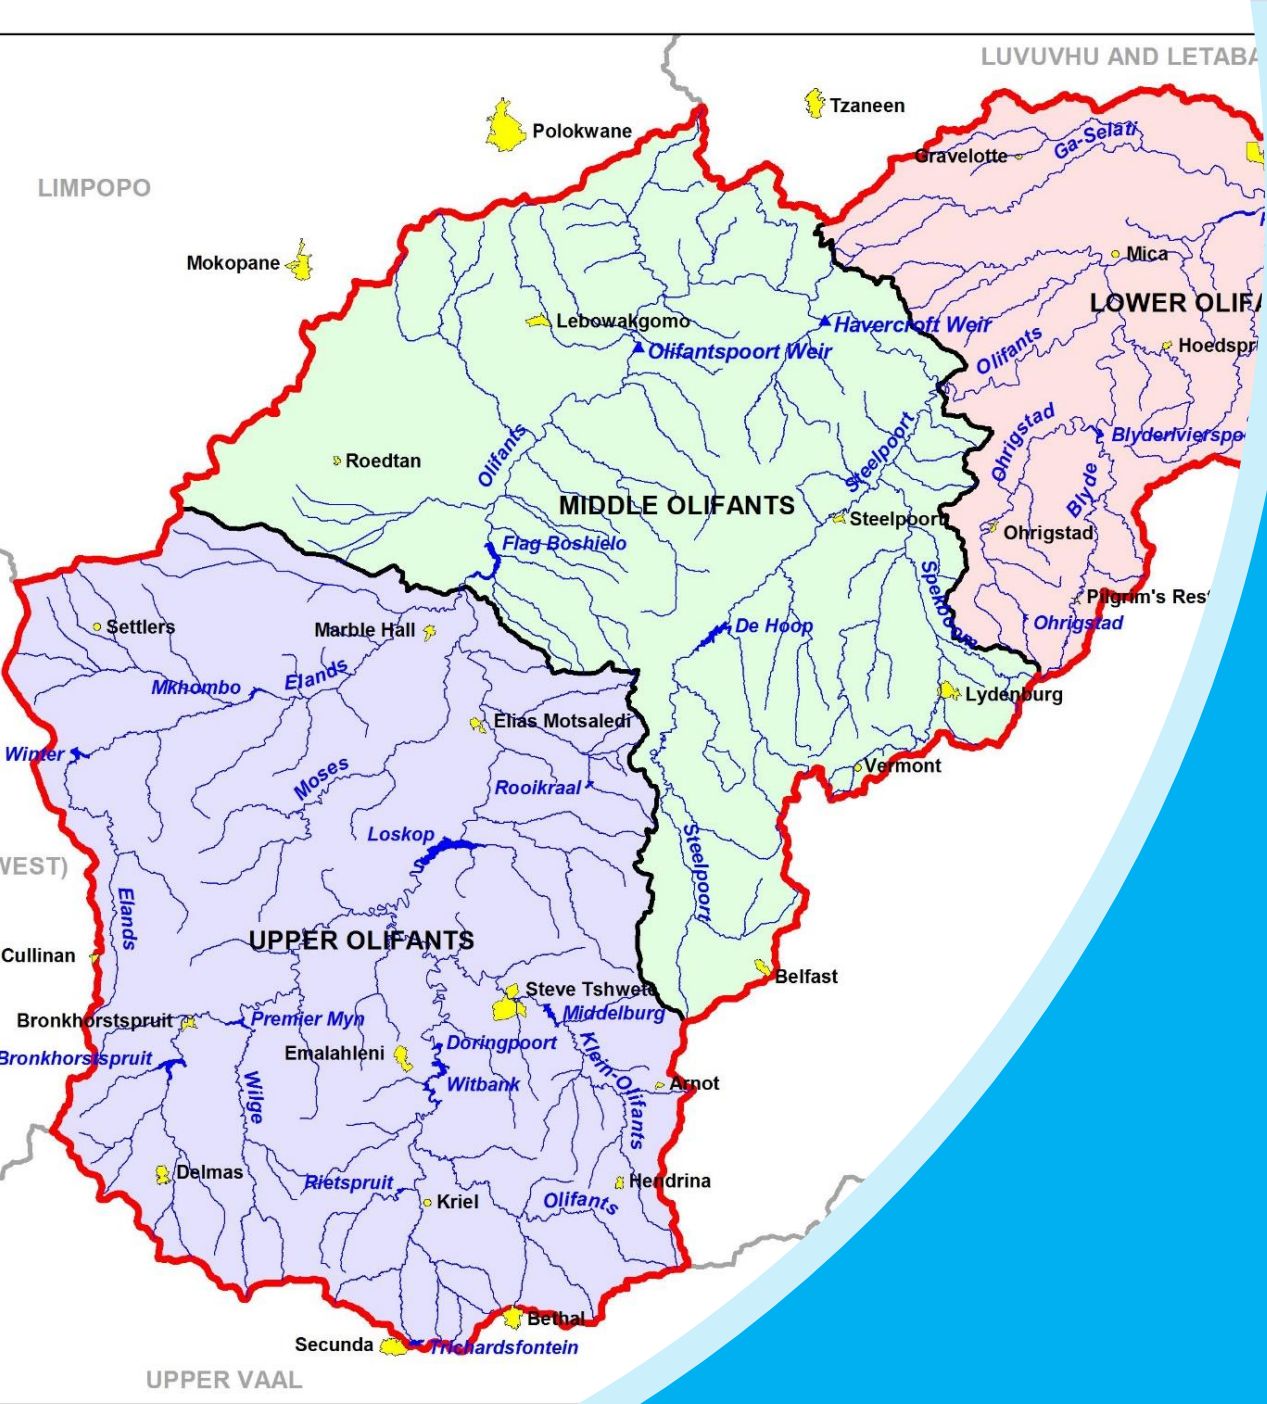 LUVUVHU AND LETABA
Tzaneen
Polokwane
Ga-Selati
Gravelotte
LIMPOPO
Mokopane
Mica
LOWER OLIFA
Lebowakgomo
Havercroft Weir
Olifantspoort Weir
Olifants
Hoedspr
Ohrigstad
Blyderivierspo
Roedtan
Olifants
Steelpoort
Blyde
MIDDLE OLIFANTS
Steelpoort
Ohrigstad
Flag Boshielo
Spekboom
Pilgrim's Rest
Settlers
Marble Hall
De Hoop
Ohrigstad
Mkhombo
Elands
Lydenburg
Elias Motsaledi
Winter
Moses
Rooikraal
Vermont
Loskop
Steelpoort
WEST)
Elands
UPPER OLIFANTS
Cullinan
Belfast
Steve Tshwete
Bronkhorstspruit
Premier Myn
Middelburg
Emalahleni
Doringpoort
Klein-Olifants
Bronkhorstspruit
Witbank
Arnot
Wilge
Delmas
Rietspruit
Kriel
Olifants
Hendrina
Bethal
Secunda
Trichardsfontein
UPPER VAAL